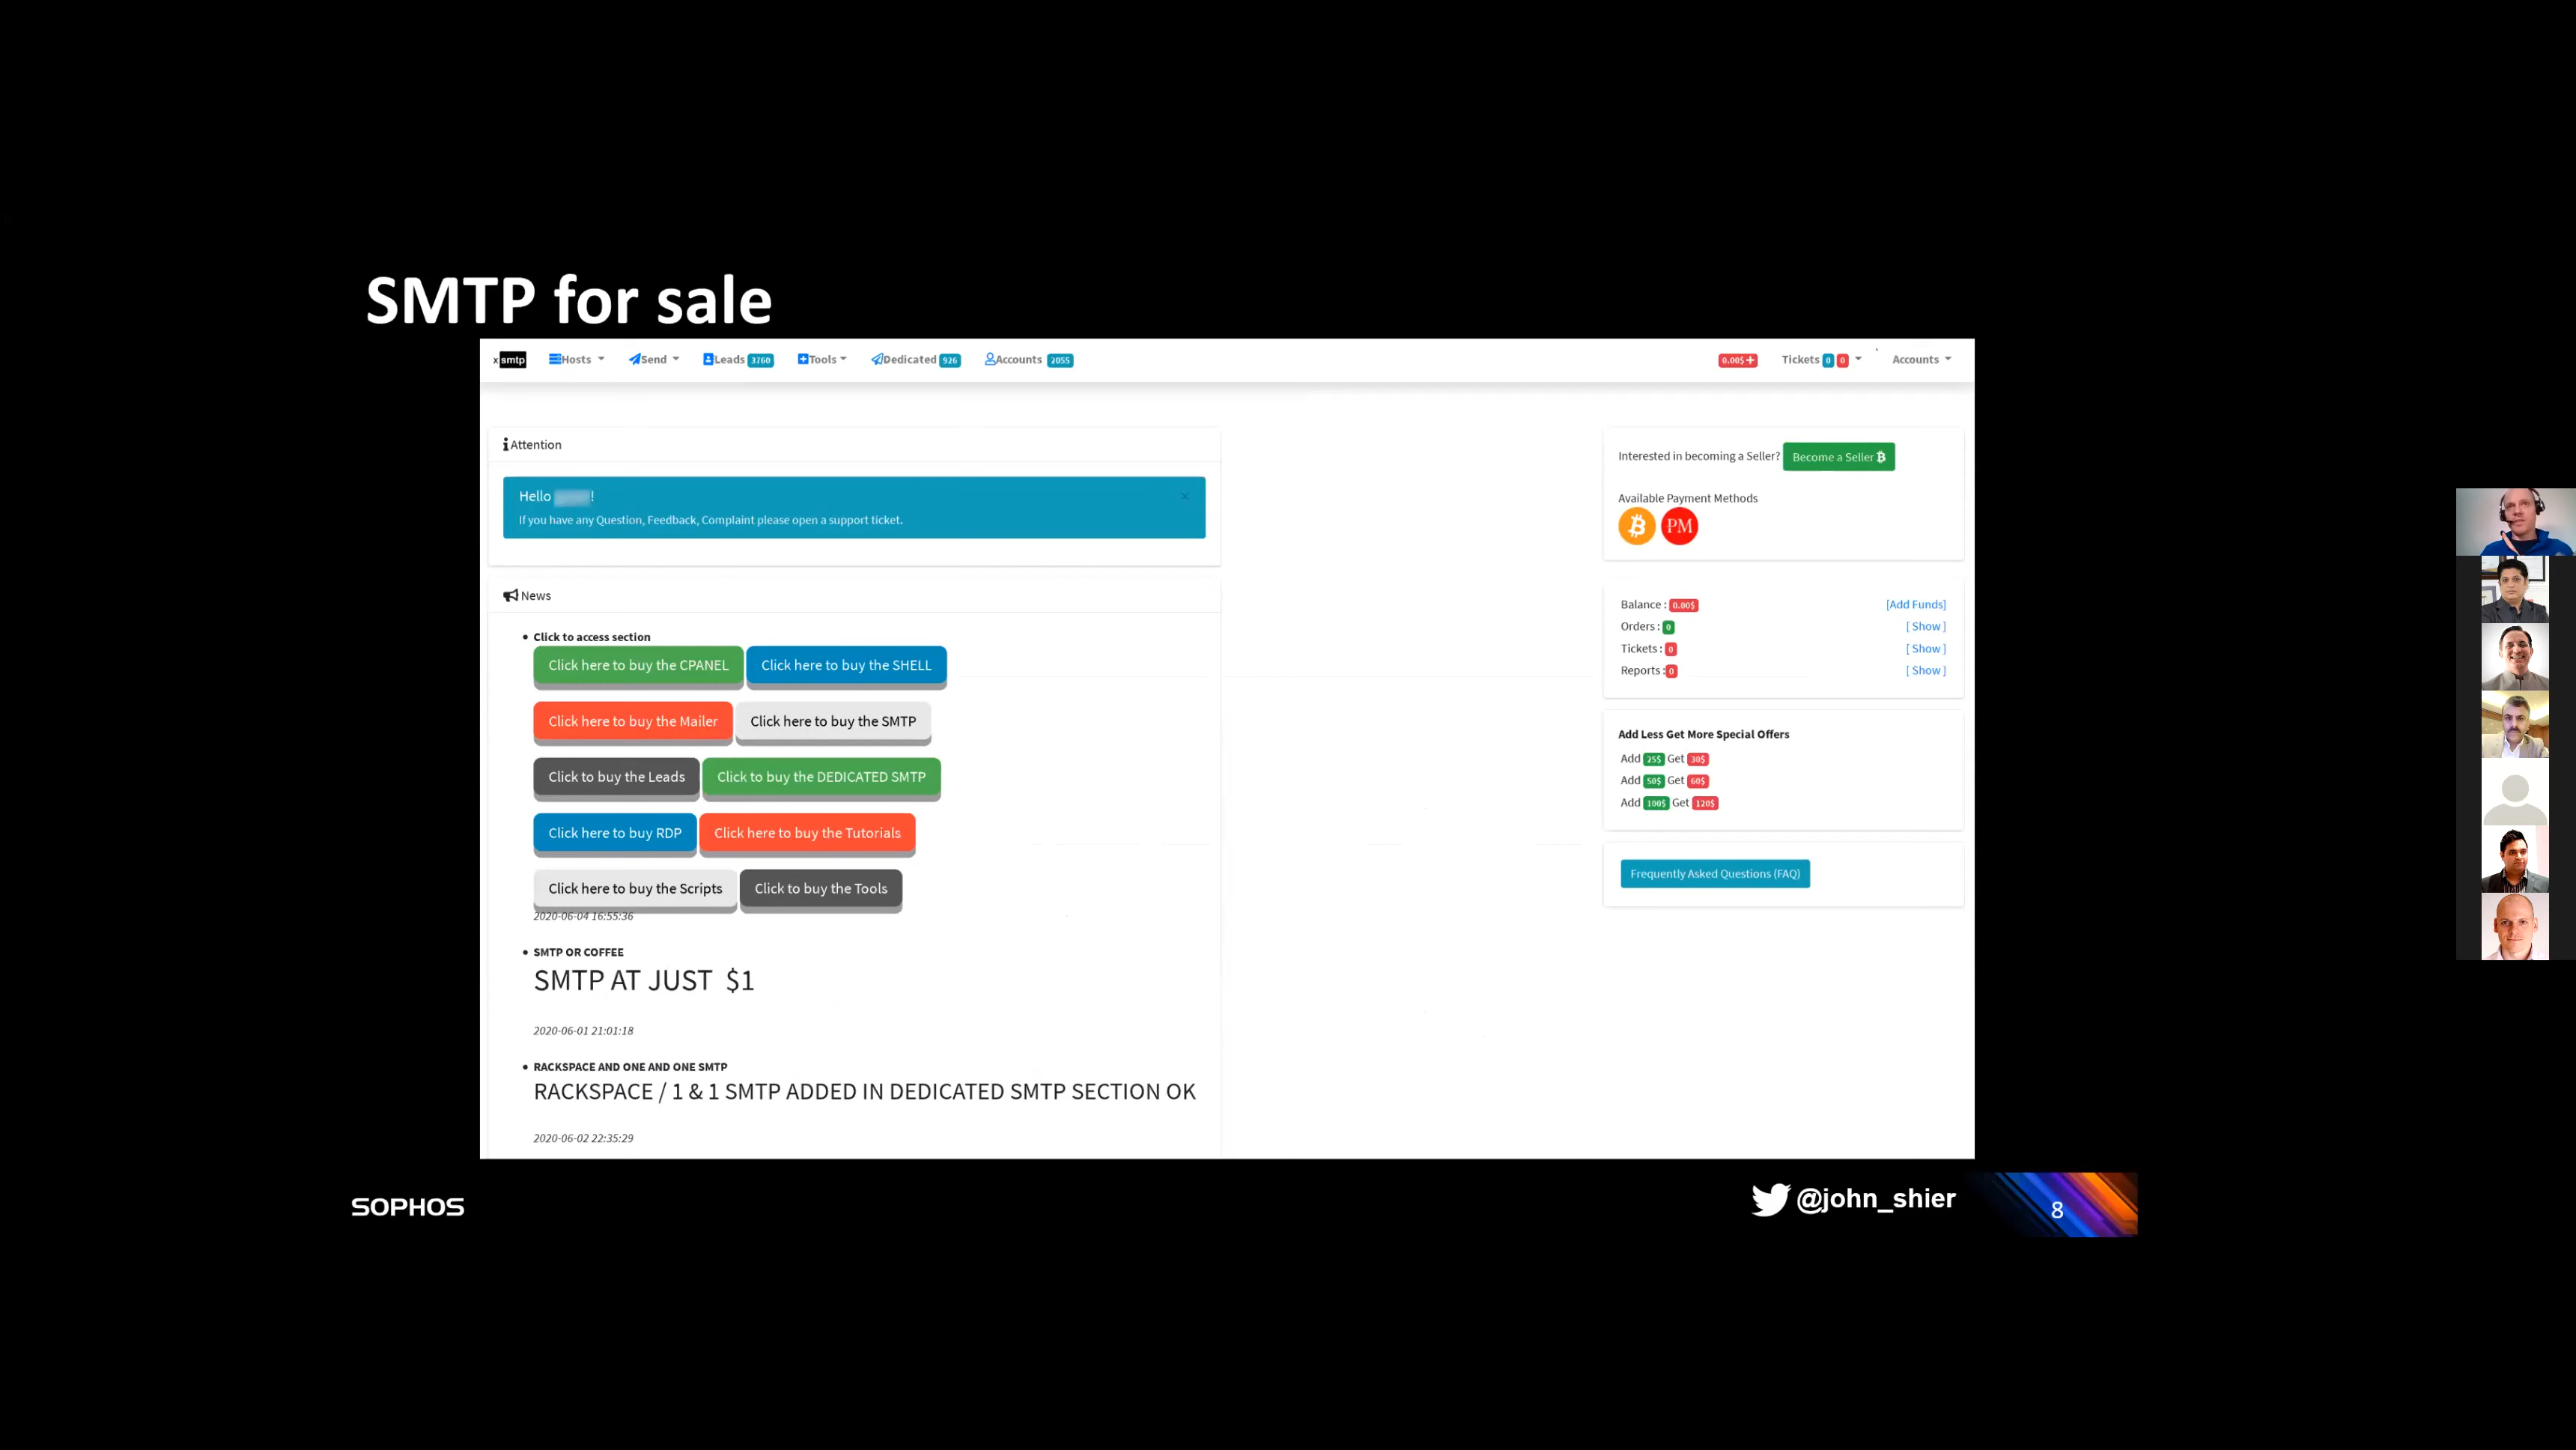 SMTP for sale
xsmtp Hosts Send Leads 3760 Tools Dedicated 926 Accounts 2055 0.00$+ Tickets 0 0 Accounts
Attention
Hello !
If you have any Question, Feedback, Complaint please open a support ticket.
News
Click to access section
Click here to buy the CPANEL Click here to buy the SHELL
Click here to buy the Mailer Click here to buy the SMTP
Click to buy the Leads Click to buy the DEDICATED SMTP
Click here to buy RDP Click here to buy the Tutorials
Click here to buy the Scripts Click to buy the Tools
2020-06-04 16:55:36
SMTP OR COFFEE
SMTP AT JUST $1
2020-06-01 21:01:18
RACKSPACE AND ONE AND ONE SMTP
RACKSPACE / 1 & 1 SMTP ADDED IN DEDICATED SMTP SECTION OK
2020-06-02 22:35:29
Interested in becoming a Seller? Become a Seller
Available Payment Methods
PM
Balance : 0.00$ [Add Funds]
Orders : 0 [ Show ]
Tickets : 0 [ Show ]
Reports : 0 [ Show ]
Add Less Get More Special Offers
Add 25$ Get 30$
Add 50$ Get 60$
Add 100$ Get 120$
Frequently Asked Questions (FAQ)
SOPHOS
@john_shier
8